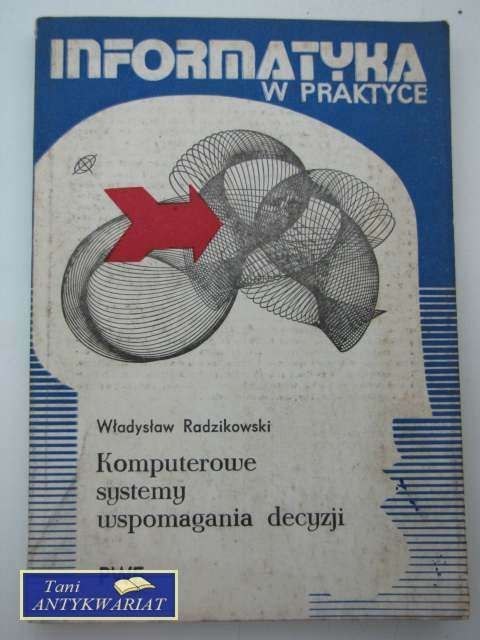 INFORMATYKA
W PRAKTYCE
Władysław Radzikowski
Komputerowe
systemy
wspomagania decyzji
Tani
ANTYKWARIAT